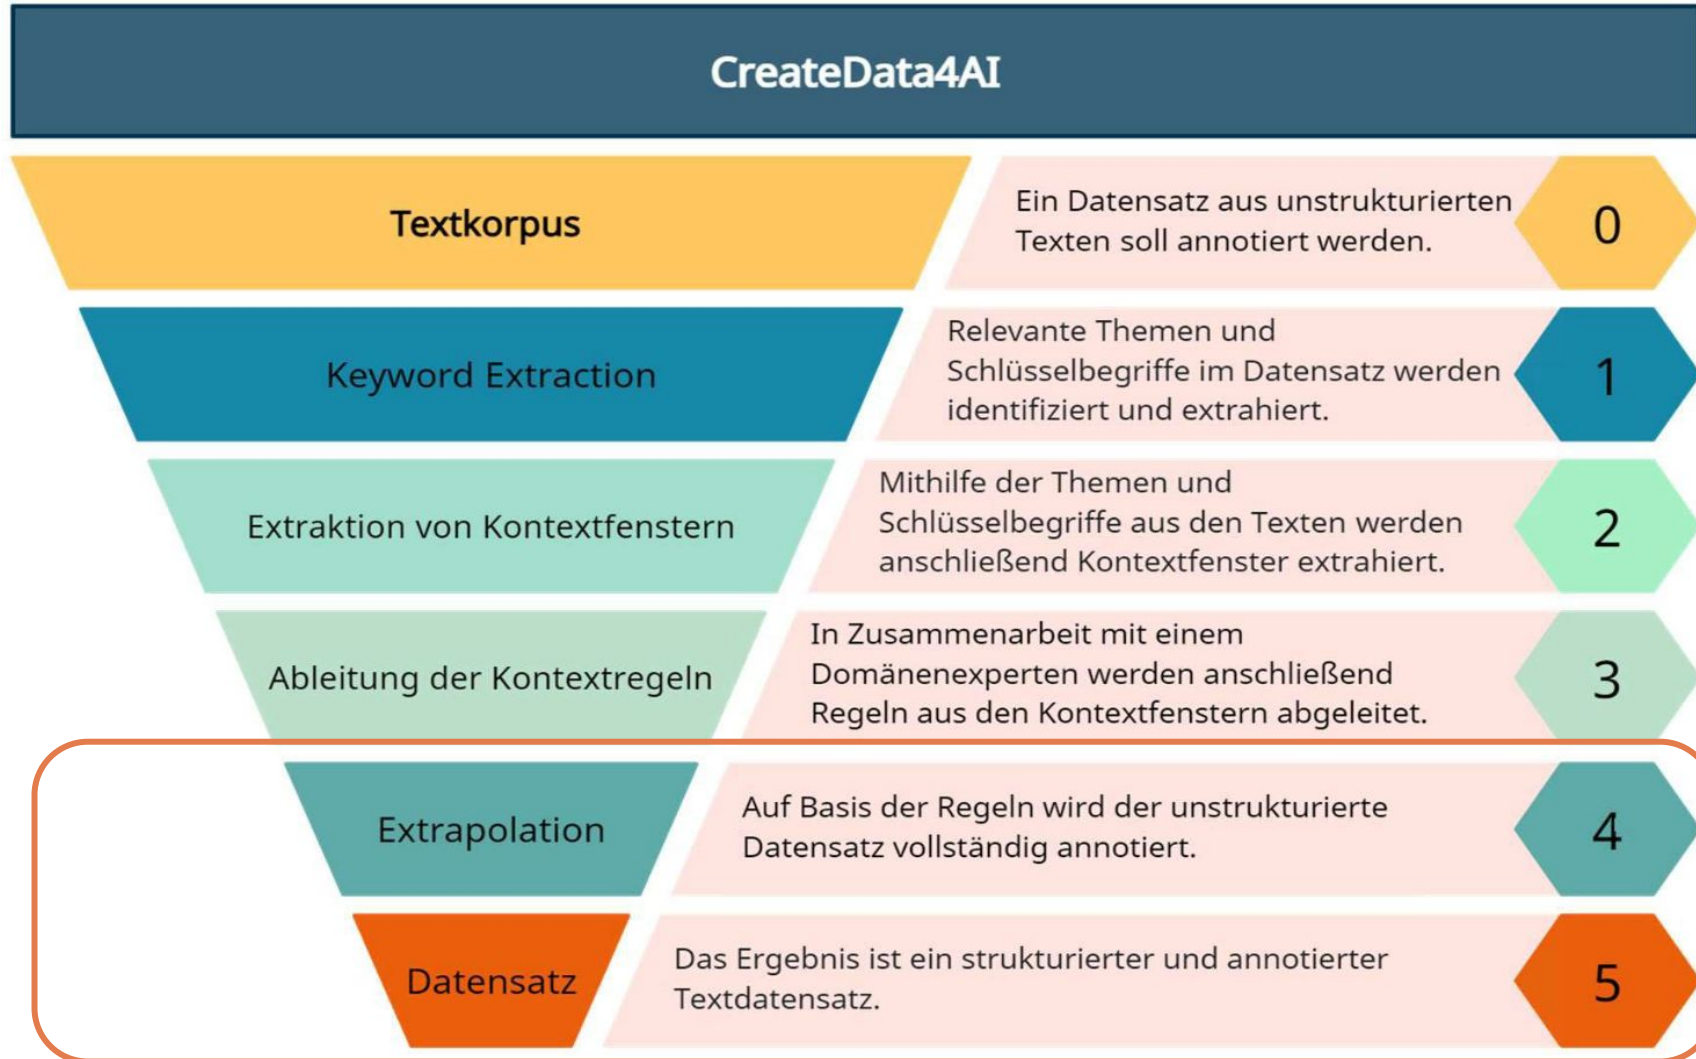 CreateData4AI
Textkorpus
Ein Datensatz aus unstrukturierten
Texten soll annotiert werden.
0
Keyword Extraction
Relevante Themen und
Schlüsselbegriffe im Datensatz werden
identifiziert und extrahiert.
1
Extraktion von Kontextfenstern
Mithilfe der Themen und
Schlüsselbegriffe aus den Texten werden
anschließend Kontextfenster extrahiert.
2
Ableitung der Kontextregeln
In Zusammenarbeit mit einem
Domänenexperten werden anschließend
Regeln aus den Kontextfenstern abgeleitet.
3
Extrapolation
Auf Basis der Regeln wird der unstrukturierte
Datensatz vollständig annotiert.
4
Datensatz
Das Ergebnis ist ein strukturierter und annotierter
Textdatensatz.
5